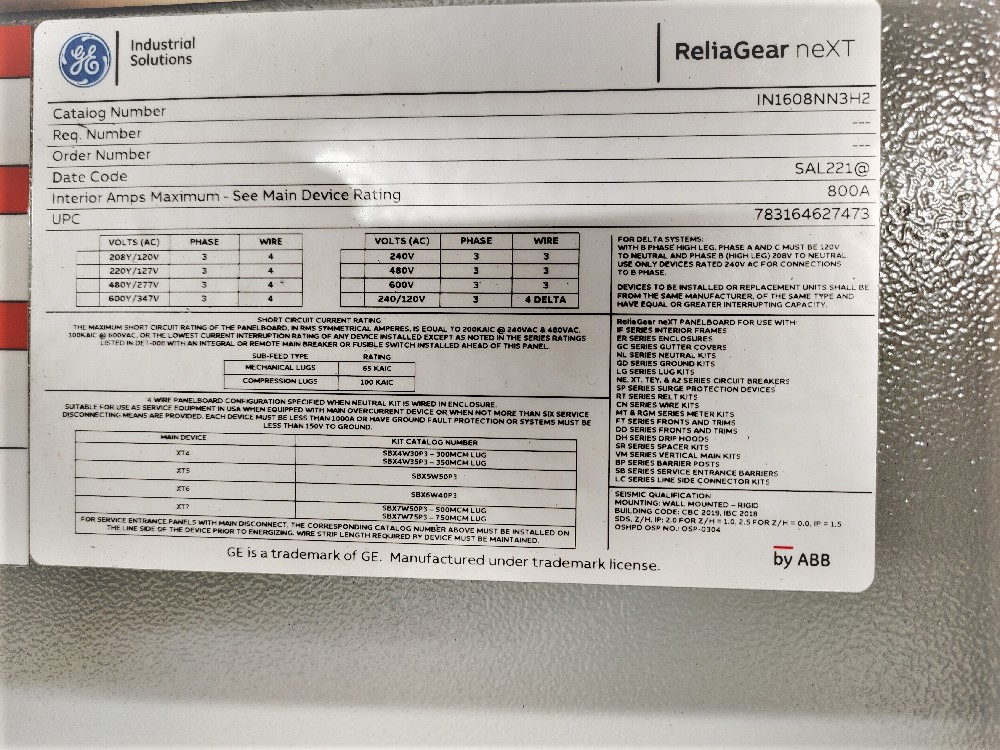 GE
Industrial
Solutions
ReliaGear neXT
Catalog Number IN1608NN3H2
Req. Number ---
Order Number ---
Date Code SAL221@
Interior Amps Maximum - See Main Device Rating 800A
UPC 783164627473
VOLTS (AC) PHASE WIRE
208Y/120V 3 4
220Y/127V 3 4
480Y/277V 3 4
600Y/347V 3 4
VOLTS (AC) PHASE WIRE
240V 3 3
480V 3 3
600V 3 3
240/120V 3 4 DELTA
FOR DELTA SYSTEMS:
WITH B PHASE HIGH LEG, PHASE A AND C MUST BE 120V
TO NEUTRAL AND PHASE B (HIGH LEG) 208V TO NEUTRAL.
USE ONLY DEVICES RATED 240V AC FOR CONNECTIONS
TO B PHASE.
DEVICES TO BE INSTALLED OR REPLACEMENT UNITS SHALL BE
FROM THE SAME MANUFACTURER, OF THE SAME TYPE AND
HAVE EQUAL OR GREATER INTERRUPTING CAPACITY.
SHORT CIRCUIT CURRENT RATING
THE MAXIMUM SHORT CIRCUIT RATING OF THE PANELBOARD, IN RMS SYMMETRICAL AMPERES, IS EQUAL TO 200KAIC @ 240VAC & 480VAC,
100KAIC @ 600VAC, OR THE LOWEST CURRENT INTERRUPTION RATING OF ANY DEVICE INSTALLED EXCEPT AS NOTED IN THE SERIES RATINGS
LISTED IN DET-008 WITH AN INTEGRAL OR REMOTE MAIN BREAKER OR FUSIBLE SWITCH INSTALLED AHEAD OF THIS PANEL.
SUB-FEED TYPE RATING
MECHANICAL LUGS 65 KAIC
COMPRESSION LUGS 100 KAIC
4 WIRE PANELBOARD CONFIGURATION SPECIFIED WHEN NEUTRAL KIT IS WIRED IN ENCLOSURE.
SUITABLE FOR USE AS SERVICE EQUIPMENT IN USA WHEN EQUIPPED WITH MAIN OVERCURRENT DEVICE OR WHEN NOT MORE THAN SIX SERVICE
DISCONNECTING MEANS ARE PROVIDED. EACH DEVICE MUST BE LESS THAN 1000A OR HAVE GROUND FAULT PROTECTION OR SYSTEMS MUST BE
LESS THAN 150V TO GROUND.
MAIN DEVICE KIT CATALOG NUMBER
XT4 SBX4W30P3 - 300MCM LUG
SBX4W35P3 - 350MCM LUG
XT5 SBX5W50P3
XT6 SBX6W40P3
XT7 SBX7W50P3 - 500MCM LUG
SBX7W75P3 - 750MCM LUG
FOR SERVICE ENTRANCE PANELS WITH MAIN DISCONNECT, THE CORRESPONDING CATALOG NUMBER ABOVE MUST BE INSTALLED ON
THE LINE SIDE OF THE DEVICE PRIOR TO ENERGIZING. WIRE STRIP LENGTH REQUIRED BY DEVICE MUST BE MAINTAINED.
ReliaGear neXT PANELBOARD FOR USE WITH:
IF SERIES INTERIOR FRAMES
ER SERIES ENCLOSURES
GC SERIES GUTTER COVERS
NL SERIES NEUTRAL KITS
GD SERIES GROUND KITS
LG SERIES LUG KITS
NE, XT, TEY, & A2 SERIES CIRCUIT BREAKERS
SP SERIES SURGE PROTECTION DEVICES
RT SERIES RELT KITS
CN SERIES WIRE KITS
MT & RGM SERIES METER KITS
FT SERIES FRONTS AND TRIMS
DD SERIES FRONTS AND TRIMS
DH SERIES DRIP HOODS
SR SERIES SPACER KITS
VM SERIES VERTICAL MAIN KITS
BP SERIES BARRIER POSTS
SB SERIES SERVICE ENTRANCE BARRIERS
LC SERIES LINE SIDE CONNECTOR KITS
SEISMIC QUALIFICATION
MOUNTING: WALL MOUNTED - RIGID
BUILDING CODE: CBC 2019, IBC 2018
SDS, Z/H, IP: 2.0 FOR Z/H = 1.0, 2.5 FOR Z/H = 0.0, IP = 1.5
OSHPD OSP NO.: OSP-0304
GE is a trademark of GE. Manufactured under trademark license.
by ABB